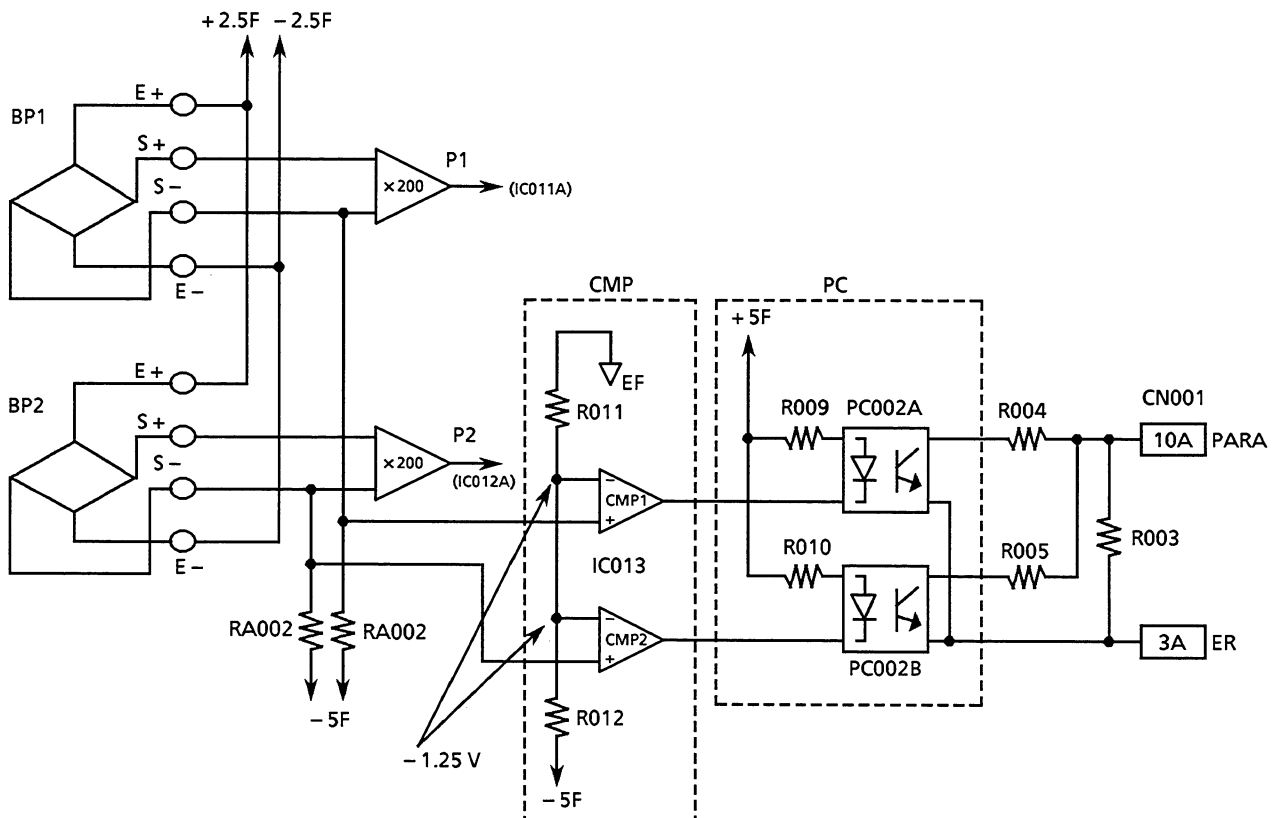 +2.5F −2.5F
BP1
E+
S+
S−
E−
×200
P1
(IC011A)
BP2
E+
S+
S−
E−
×200
P2
(IC012A)
RA002
RA002
−5F
−1.25 V
CMP
EF
R011
−
CMP1
+
IC013
−
CMP2
+
R012
−5F
PC
+5F
R009
PC002A
R010
PC002B
R004
R005
R003
CN001
10A PARA
3A ER